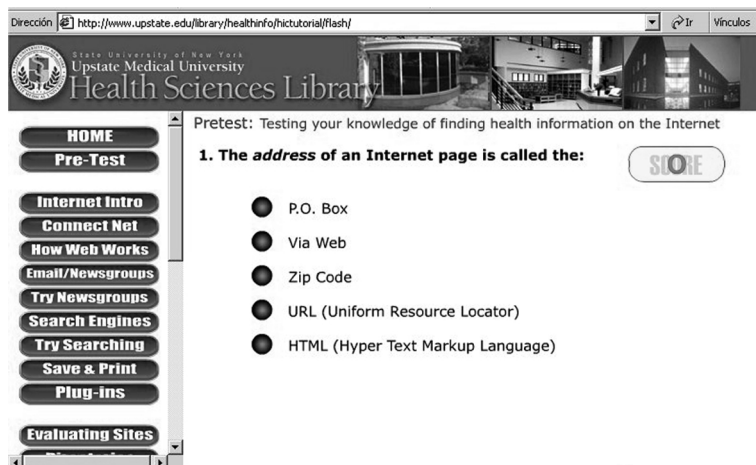 Dirección http://www.upstate.edu/library/healthinfo/hictutorial/flash/ Ir Vínculos
State University of New York
Upstate Medical University
Health Sciences Library
HOME
Pre-Test
Internet Intro
Connect Net
How Web Works
Email/Newsgroups
Try Newsgroups
Search Engines
Try Searching
Save & Print
Plug-ins
Evaluating Sites
Pretest: Testing your knowledge of finding health information on the Internet
1. The address of an Internet page is called the:
SCORE
0
P.O. Box
Via Web
Zip Code
URL (Uniform Resource Locator)
HTML (Hyper Text Markup Language)